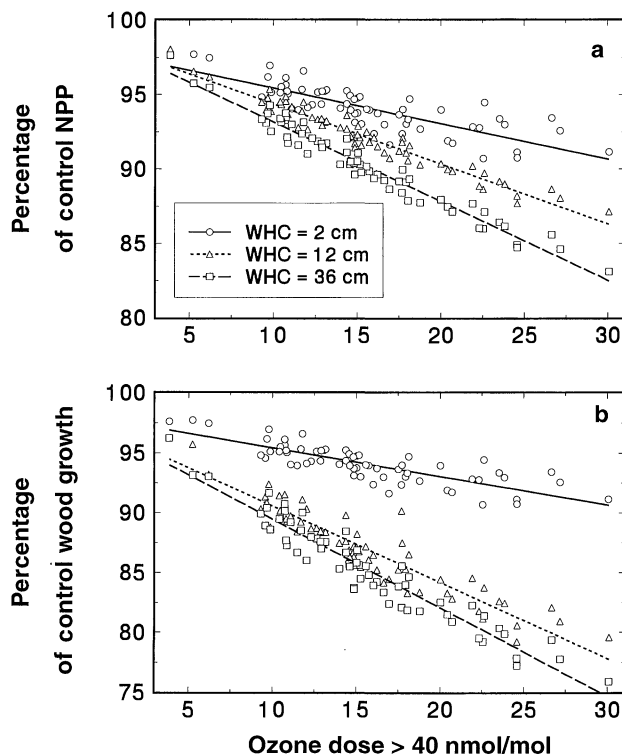 a
100
95
90
85
80
Percentage
of control NPP
WHC = 2 cm
WHC = 12 cm
WHC = 36 cm
5 10 15 20 25 30
b
100
95
90
85
80
75
Percentage
of control wood growth
5 10 15 20 25 30
Ozone dose > 40 nmol/mol